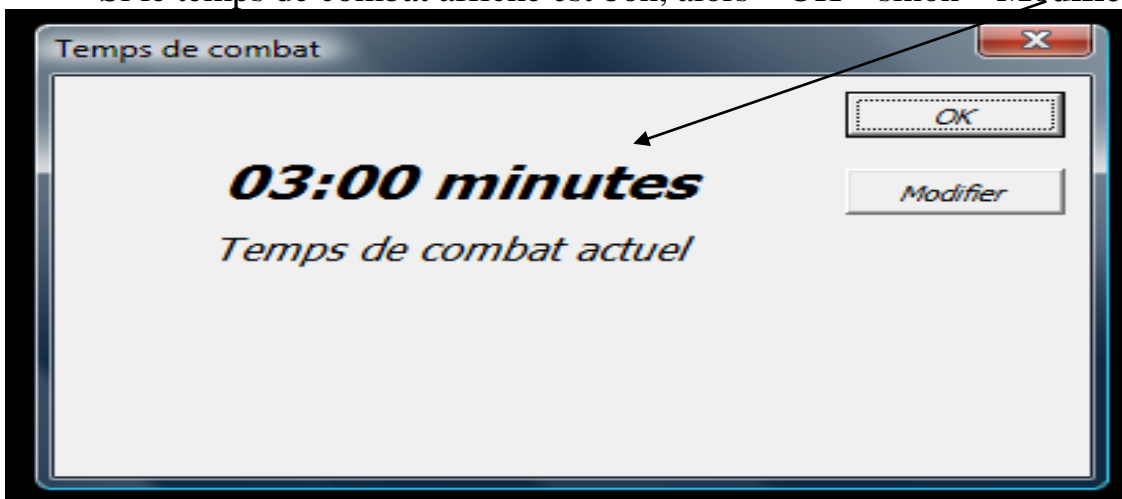 Temps de combat
OK
03:00 minutes
Modifier
Temps de combat actuel